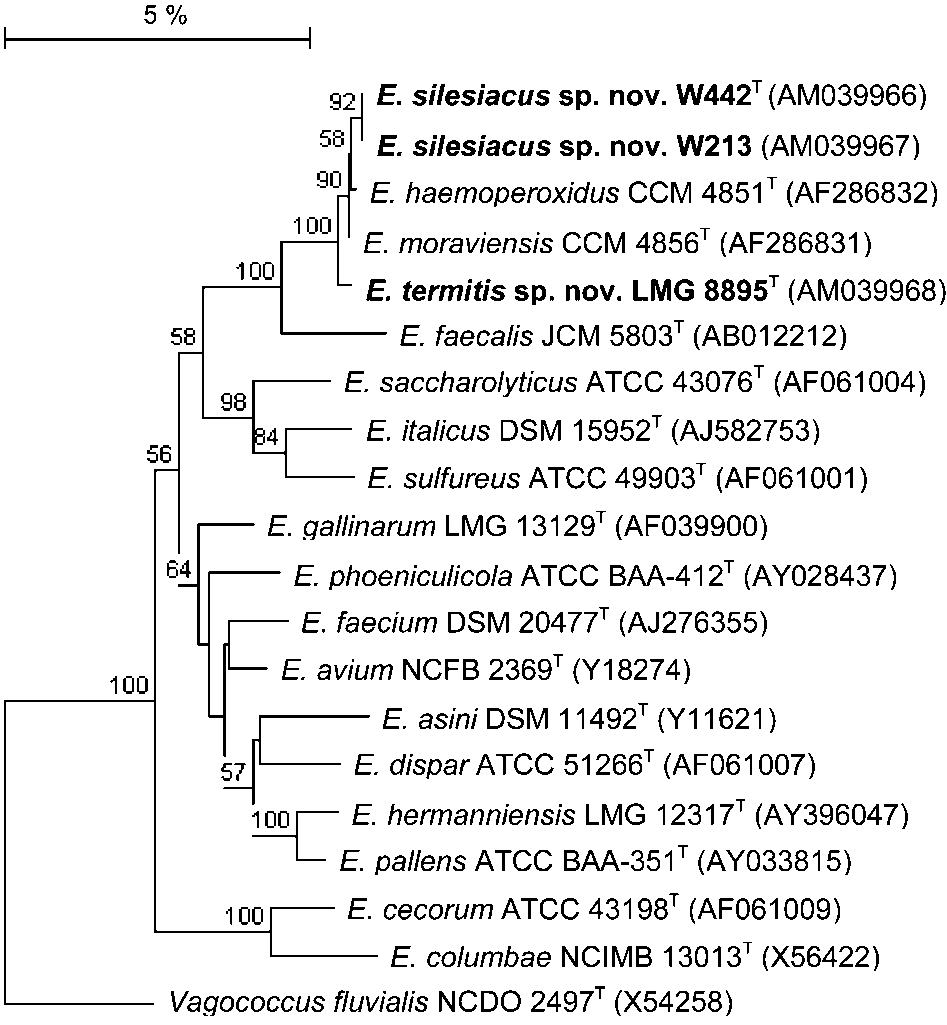 5 %
92
E. silesiacus sp. nov. W442T (AM039966)
58
E. silesiacus sp. nov. W213 (AM039967)
90
E. haemoperoxidus CCM 4851T (AF286832)
100
E. moraviensis CCM 4856T (AF286831)
100
E. termitis sp. nov. LMG 8895T (AM039968)
58
E. faecalis JCM 5803T (AB012212)
E. saccharolyticus ATCC 43076T (AF061004)
98
84
E. italicus DSM 15952T (AJ582753)
56
E. sulfureus ATCC 49903T (AF061001)
E. gallinarum LMG 13129T (AF039900)
64
E. phoeniculicola ATCC BAA-412T (AY028437)
E. faecium DSM 20477T (AJ276355)
E. avium NCFB 2369T (Y18274)
100
E. asini DSM 11492T (Y11621)
57
E. dispar ATCC 51266T (AF061007)
100
E. hermanniensis LMG 12317T (AY396047)
E. pallens ATCC BAA-351T (AY033815)
100
E. cecorum ATCC 43198T (AF061009)
E. columbae NCIMB 13013T (X56422)
Vagococcus fluvialis NCDO 2497T (X54258)